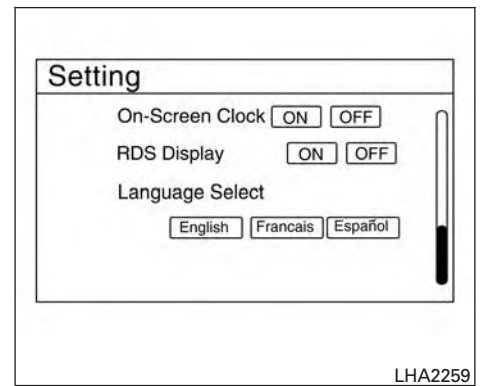 Setting
On-Screen Clock ON OFF
RDS Display ON OFF
Language Select
English Francais Español
LHA2259